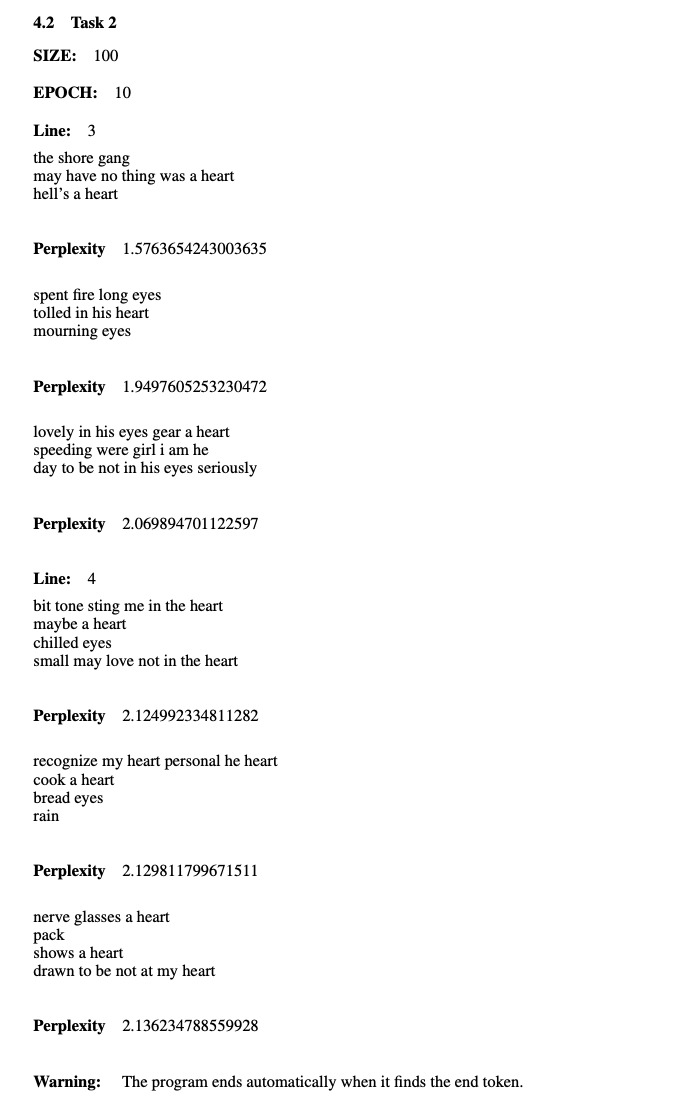 4.2 Task 2
SIZE: 100
EPOCH: 10
Line: 3
the shore gang
may have no thing was a heart
hell's a heart
Perplexity 1.5763654243003635
spent fire long eyes
tolled in his heart
mourning eyes
Perplexity 1.9497605253230472
lovely in his eyes gear a heart
speeding were girl i am he
day to be not in his eyes seriously
Perplexity 2.069894701122597
Line: 4
bit tone sting me in the heart
maybe a heart
chilled eyes
small may love not in the heart
Perplexity 2.124992334811282
recognize my heart personal he heart
cook a heart
bread eyes
rain
Perplexity 2.129811799671511
nerve glasses a heart
pack
shows a heart
drawn to be not at my heart
Perplexity 2.136234788559928
Warning: The program ends automatically when it finds the end token.